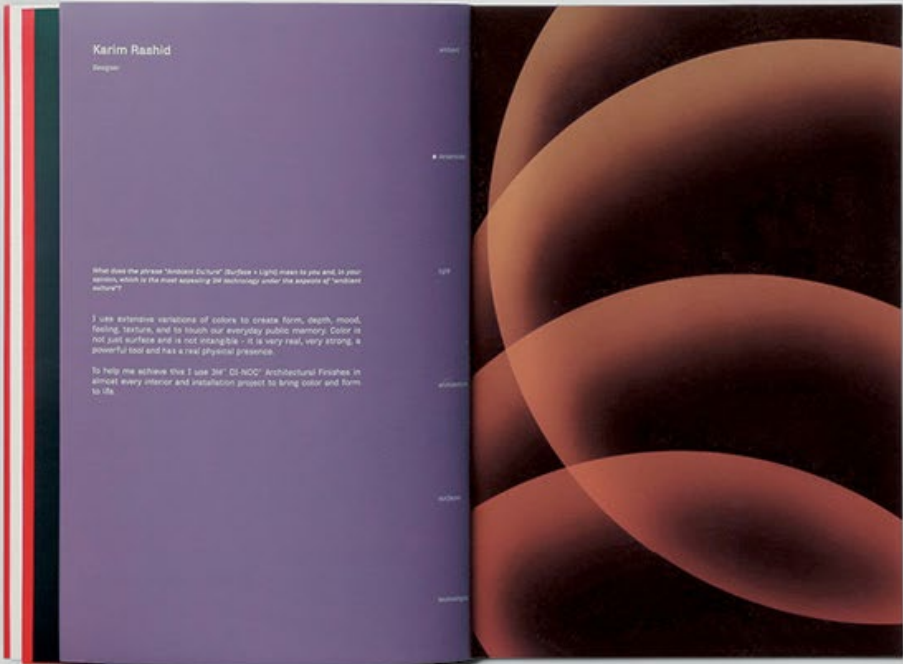 Karim Rashid
Designer
What does the phrase "Ambient Culture" (Surface + Light) mean to you and, in your
opinion, which is the most appealing 3M technology under the aspects of "ambient
culture"?
I use extensive variations of colors to create form, depth, mood,
feeling, texture, and to touch our everyday public memory. Color is
not just surface and is not intangible - it is very real, very strong, a
powerful tool and has a real physical presence.
To help me achieve this I use 3M™ DI-NOC™ Architectural Finishes in
almost every interior and installation project to bring color and form
to life.
light